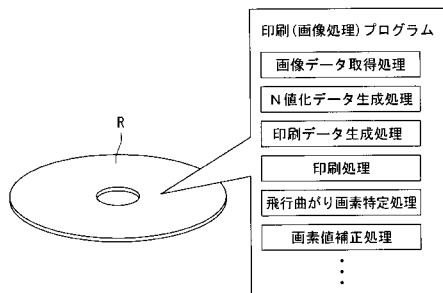 印刷(画像処理)プログラム
画像データ取得処理
N値化データ生成処理
印刷データ生成処理
印刷処理
飛行曲がり画素特定処理
画素値補正処理
R